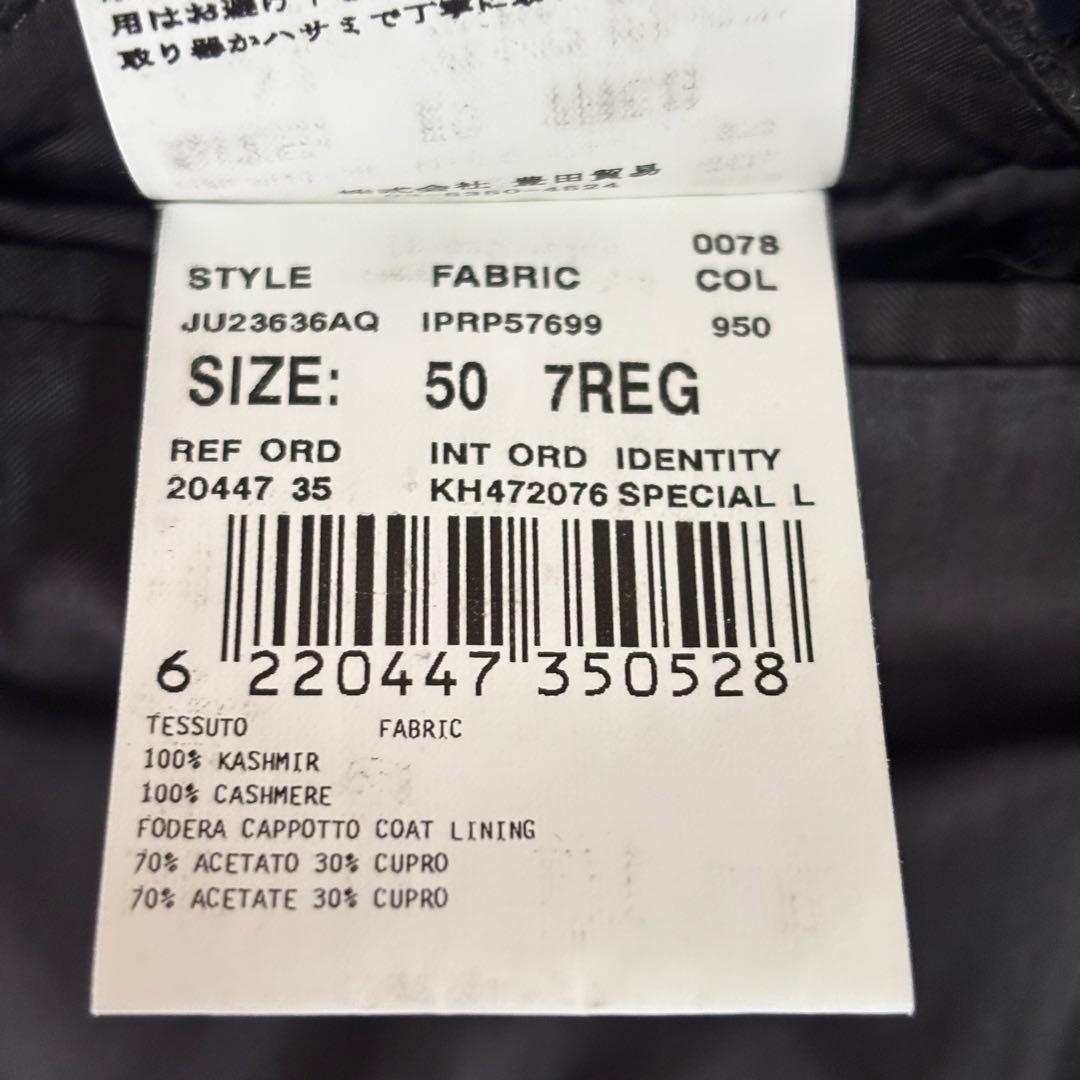 用はお避け下
取り器かハサミで丁寧に
株式会社 豊田貿易
0078
STYLE FABRIC COL
JU23636AQ IPRP57699 950
SIZE: 50 7REG
REF ORD INT ORD IDENTITY
20447 35 KH472076 SPECIAL L
6 220447 350528
TESSUTO FABRIC
100% KASHMIR
100% CASHMERE
FODERA CAPPOTTO COAT LINING
70% ACETATO 30% CUPRO
70% ACETATE 30% CUPRO